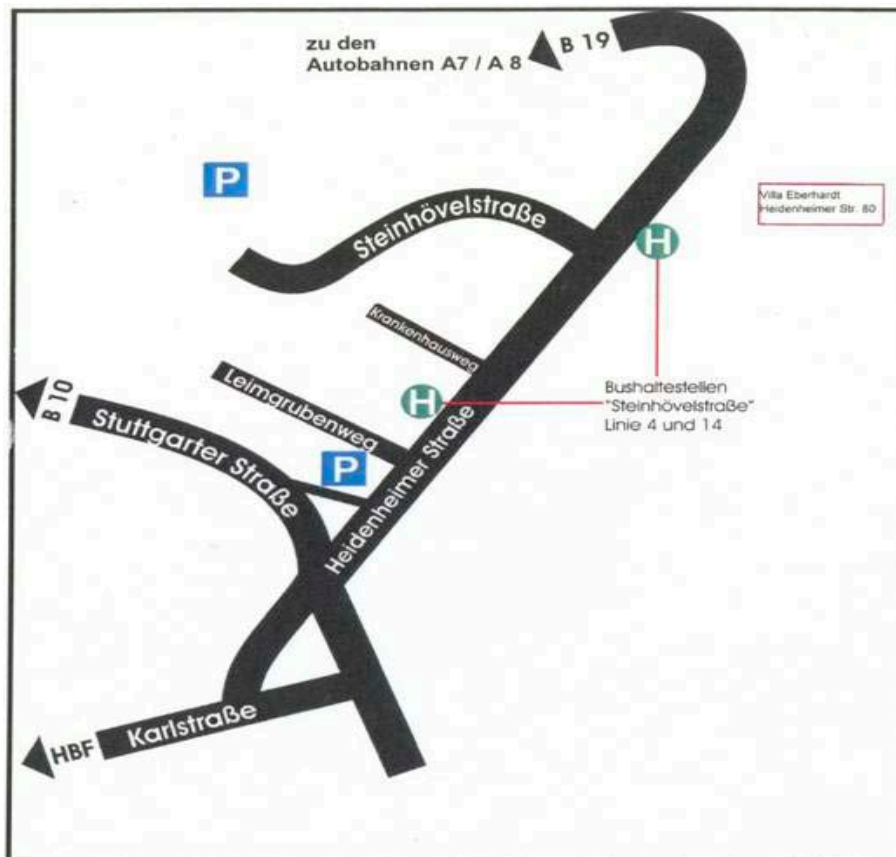 zu den
Autobahnen A7 / A 8
B 19
P
Steinhövelstraße
Villa Eberhardt
Heidenheimer Str. 80
H
Krankenhausweg
Leimgrubenweg
H
Bushaltestellen
"Steinhövelstraße"
Linie 4 und 14
B 10
Stuttgarter Straße
P
Heidenheimer Straße
Karlstraße
HBF